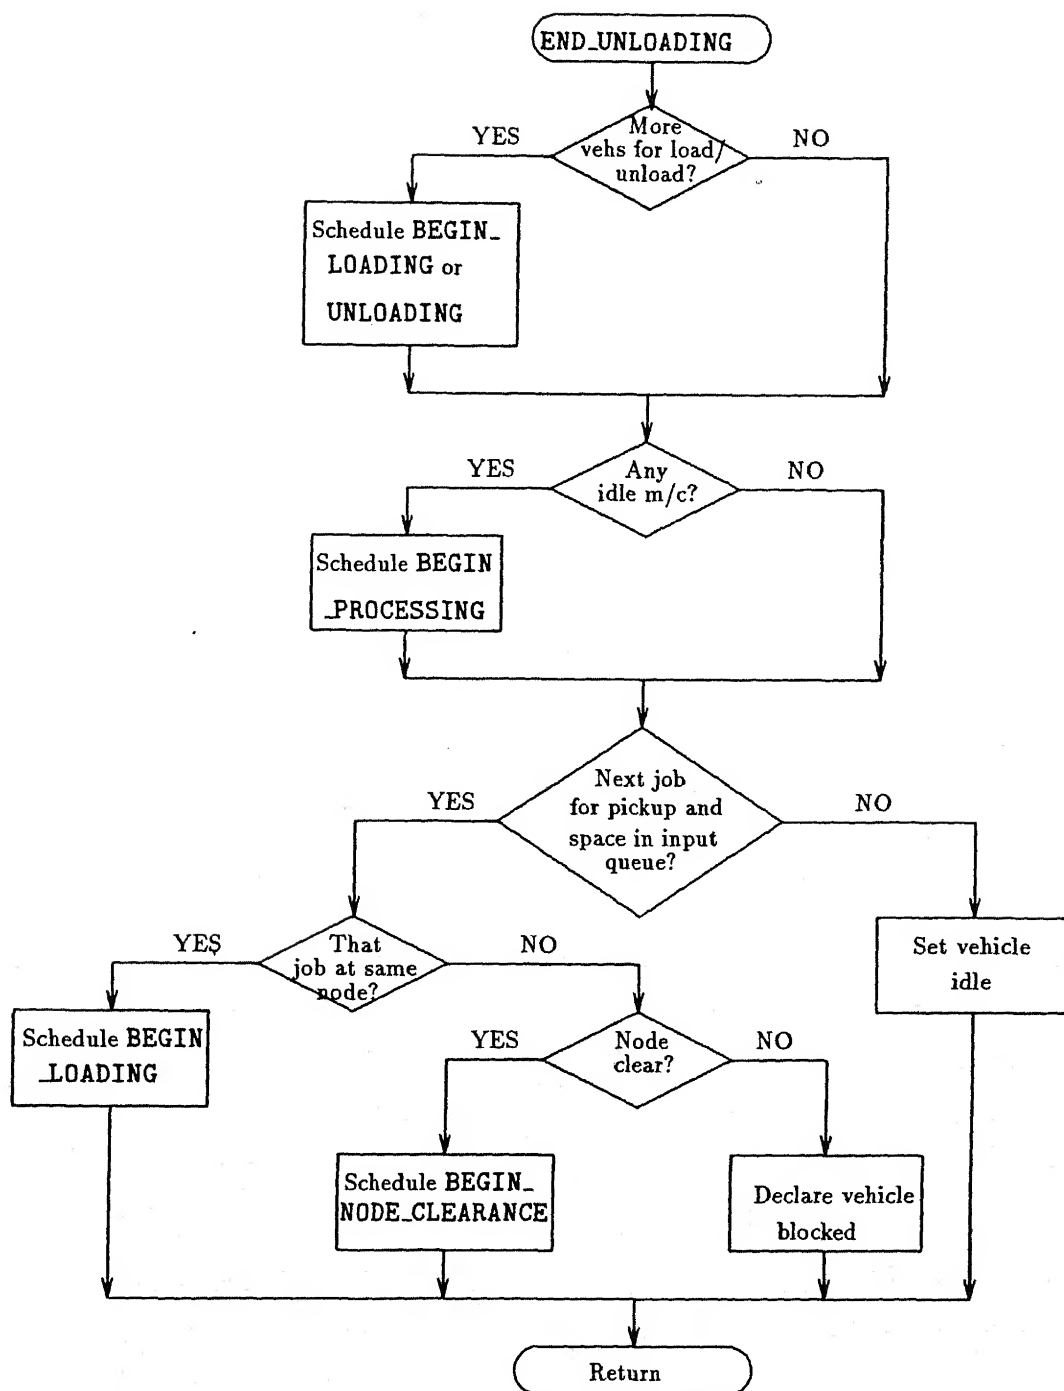 END_UNLOADING
More
vehs for load/
unload?
YES
NO
Schedule BEGIN_
LOADING or
UNLOADING
Any
idle m/c?
YES
NO
Schedule BEGIN
_PROCESSING
Next job
for pickup and
space in input
queue?
YES
NO
That
job at same
node?
YES
NO
Set vehicle
idle
Schedule BEGIN
_LOADING
Node
clear?
YES
NO
Schedule BEGIN_
NODE_CLEARANCE
Declare vehicle
blocked
Return